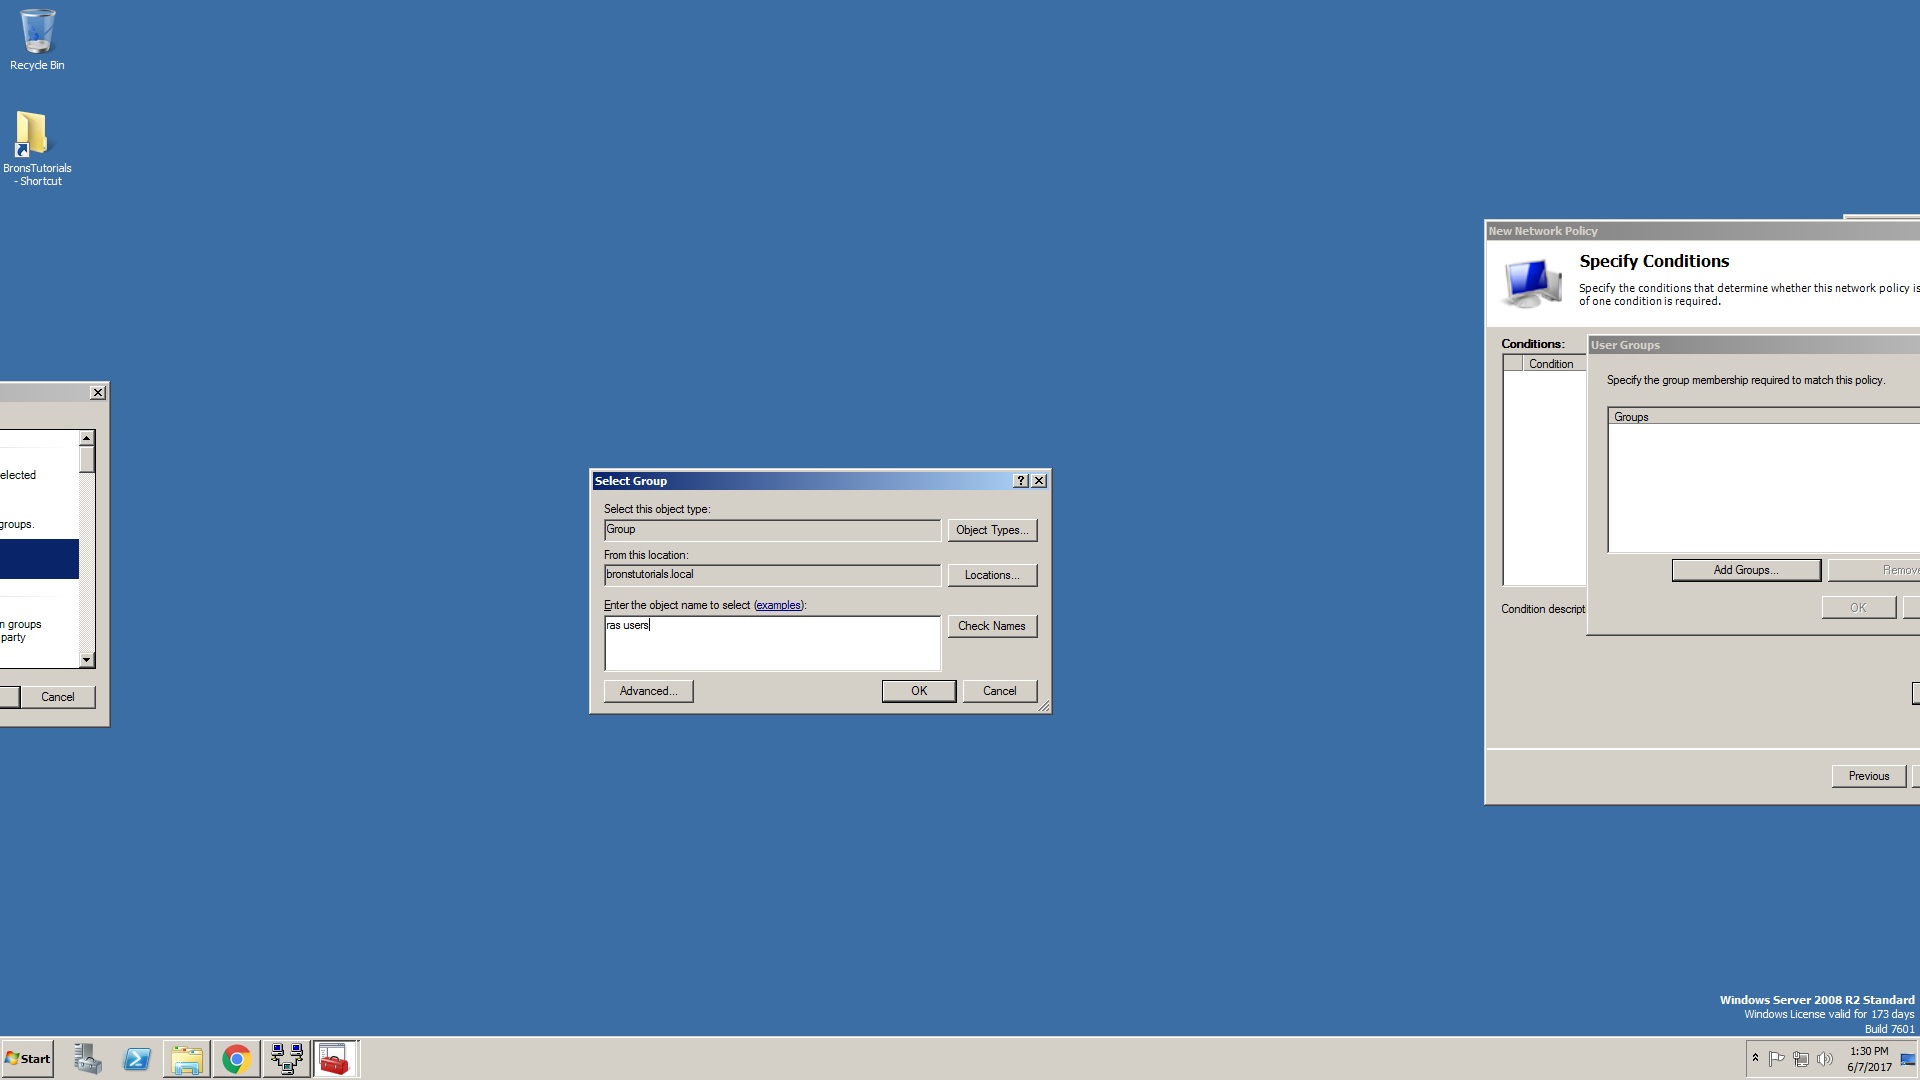 Recycle Bin
BronsTutorials
- Shortcut
elected
groups.
n groups
party
Cancel
Select Group
Select this object type:
Group
Object Types...
From this location:
bronstutorials.local
Locations...
Enter the object name to select (examples):
ras users
Check Names
Advanced...
OK
Cancel
New Network Policy
Specify Conditions
Specify the conditions that determine whether this network policy is
of one condition is required.
Conditions:
Condition
User Groups
Specify the group membership required to match this policy.
Groups
Add Groups...
Remove
OK
Condition descript
Previous
Windows Server 2008 R2 Standard
Windows License valid for 173 days
Build 7601
Start
1:30 PM
6/7/2017